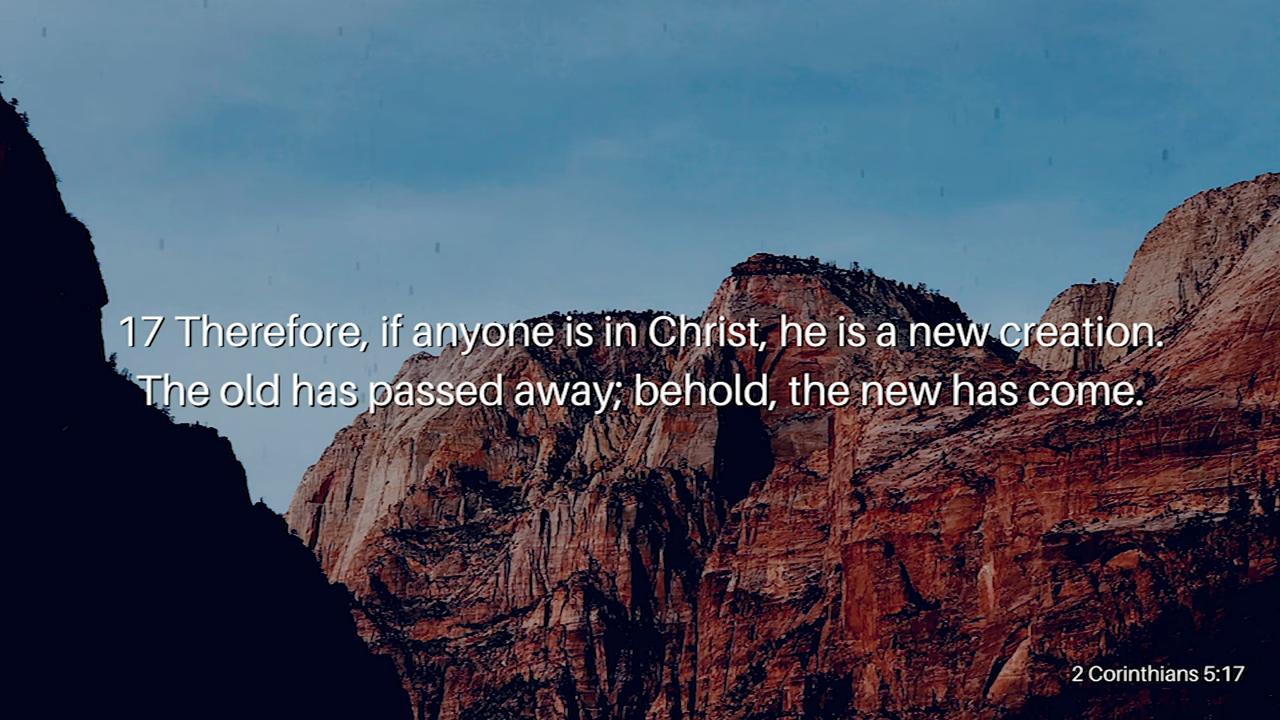 17 Therefore, if anyone is in Christ, he is a new creation.
The old has passed away; behold, the new has come.
2 Corinthians 5:17